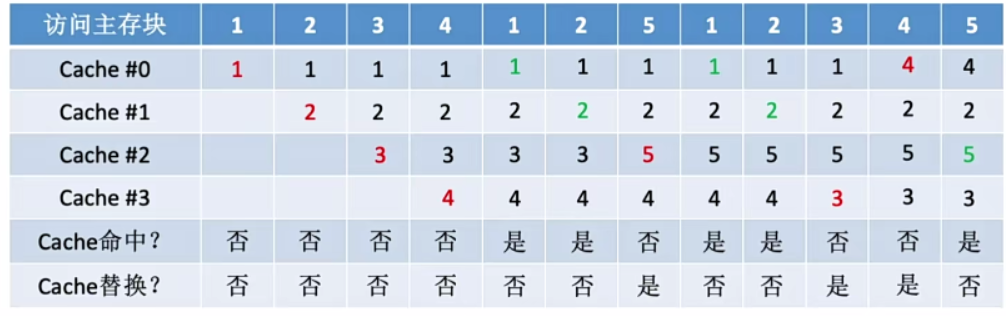 访问主存块 1 2 3 4 1 2 5 1 2 3 4 5
Cache #0 1 1 1 1 1 1 1 1 1 1 4 4
Cache #1 2 2 2 2 2 2 2 2 2 2 2
Cache #2 3 3 3 3 5 5 5 5 5 5
Cache #3 4 4 4 4 4 4 3 3 3
Cache命中? 否 否 否 否 是 是 否 是 是 否 否 是
Cache替换? 否 否 否 否 否 否 是 否 否 是 是 否